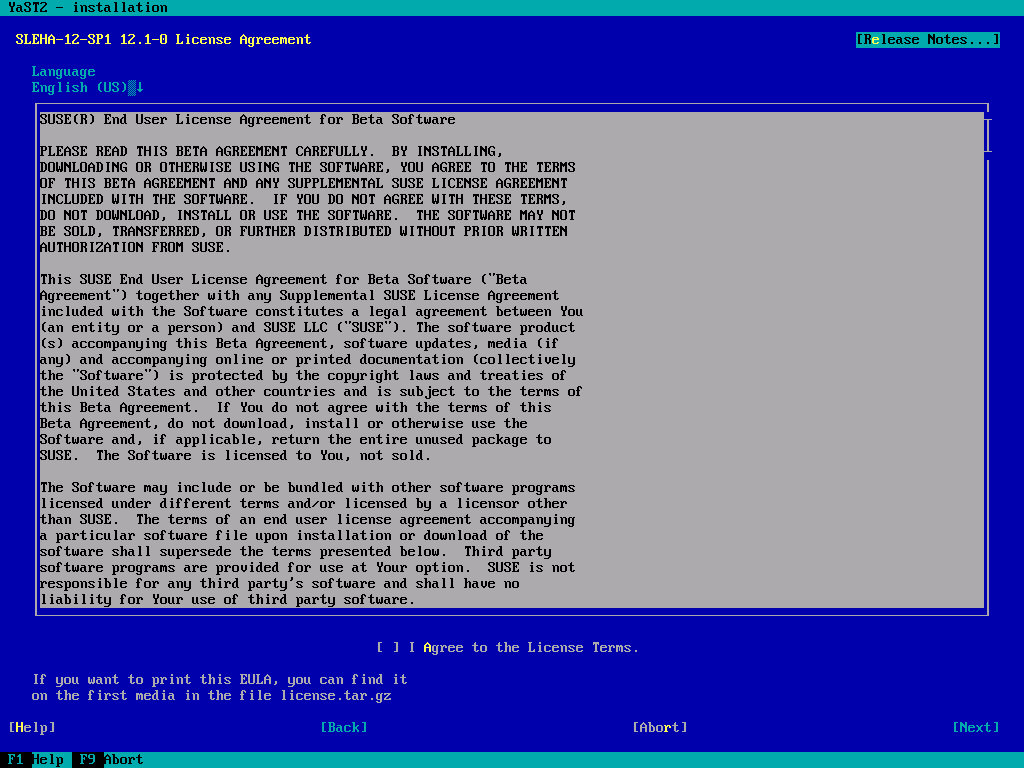 YaST2 - installation
SLEHA-12-SP1 12.1-0 License Agreement
[Release Notes...]
Language
English (US)▒↓
SUSE(R) End User License Agreement for Beta Software
PLEASE READ THIS BETA AGREEMENT CAREFULLY.  BY INSTALLING,
DOWNLOADING OR OTHERWISE USING THE SOFTWARE, YOU AGREE TO THE TERMS
OF THIS BETA AGREEMENT AND ANY SUPPLEMENTAL SUSE LICENSE AGREEMENT
INCLUDED WITH THE SOFTWARE.  IF YOU DO NOT AGREE WITH THESE TERMS,
DO NOT DOWNLOAD, INSTALL OR USE THE SOFTWARE.  THE SOFTWARE MAY NOT
BE SOLD, TRANSFERRED, OR FURTHER DISTRIBUTED WITHOUT PRIOR WRITTEN
AUTHORIZATION FROM SUSE.
This SUSE End User License Agreement for Beta Software ("Beta
Agreement") together with any Supplemental SUSE License Agreement
included with the Software constitutes a legal agreement between You
(an entity or a person) and SUSE LLC ("SUSE"). The software product
(s) accompanying this Beta Agreement, software updates, media (if
any) and accompanying online or printed documentation (collectively
the "Software") is protected by the copyright laws and treaties of
the United States and other countries and is subject to the terms of
this Beta Agreement.  If You do not agree with the terms of this
Beta Agreement, do not download, install or otherwise use the
Software and, if applicable, return the entire unused package to
SUSE.  The Software is licensed to You, not sold.
The Software may include or be bundled with other software programs
licensed under different terms and/or licensed by a licensor other
than SUSE.  The terms of an end user license agreement accompanying
a particular software file upon installation or download of the
software shall supersede the terms presented below.  Third party
software programs are provided for use at Your option.  SUSE is not
responsible for any third party's software and shall have no
liability for Your use of third party software.
[ ] I Agree to the License Terms.
If you want to print this EULA, you can find it
on the first media in the file license.tar.gz
[Help] [Back] [Abort] [Next]
F1 Help F9 Abort